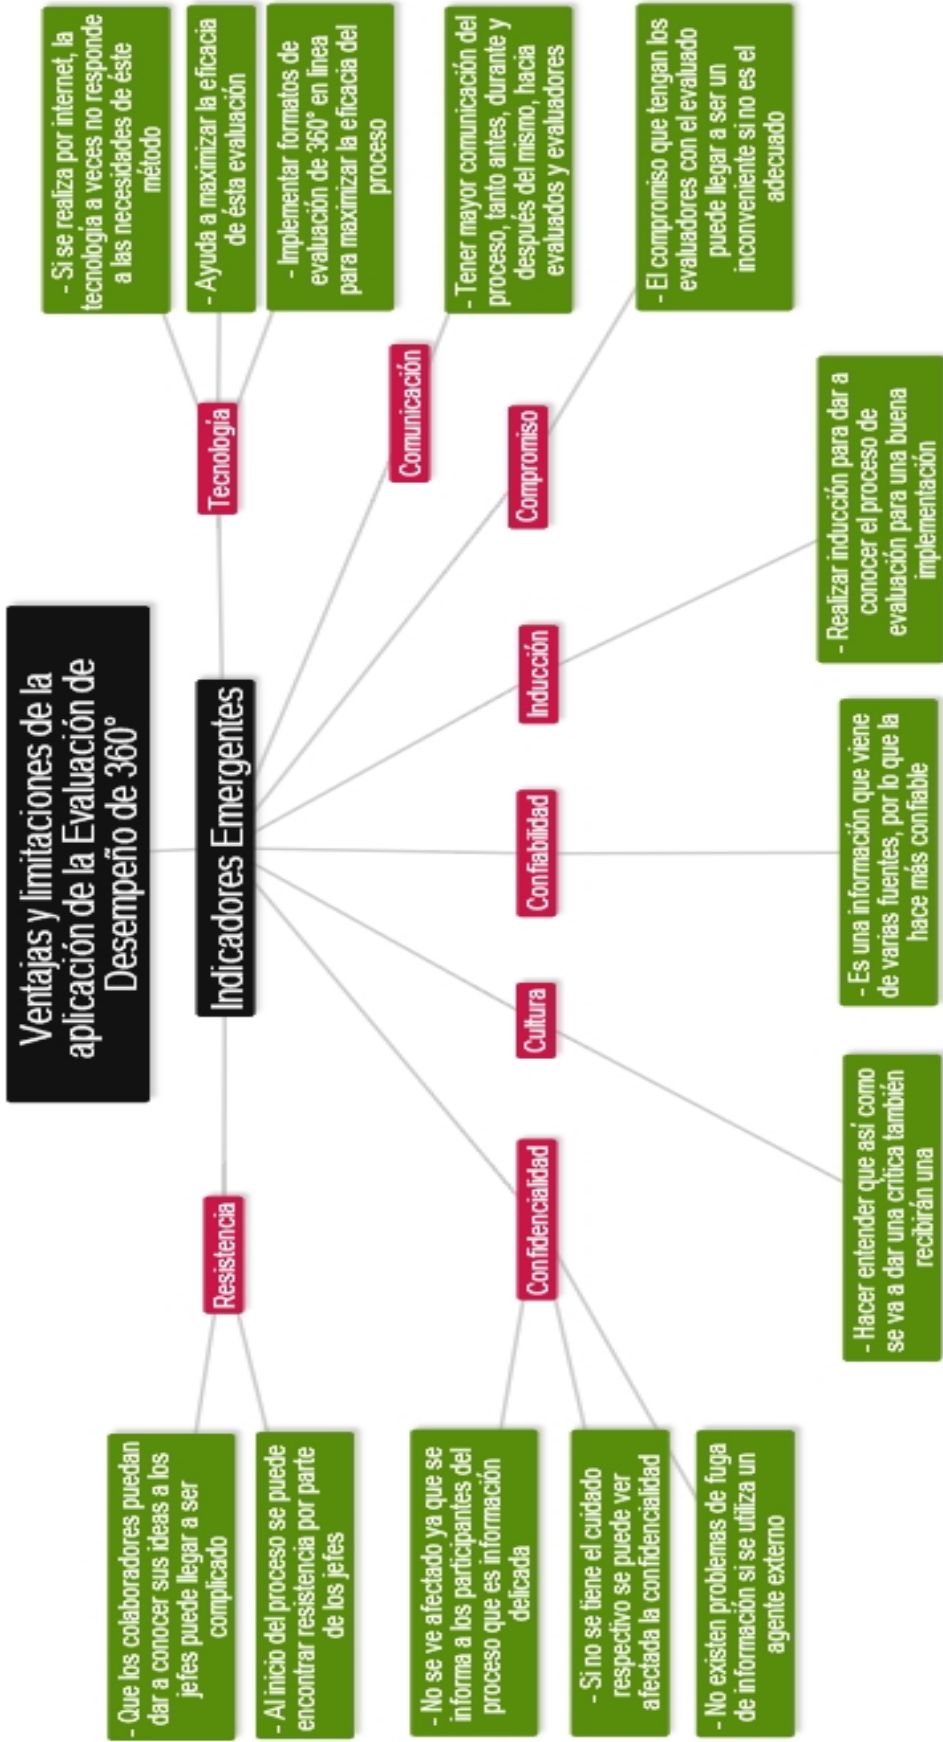 Ventajas y limitaciones de la
aplicación de la Evaluación de
Desempeño de 360°
Indicadores Emergentes
Resistencia
- Que los colaboradores puedan
dar a conocer sus ideas a los
jefes puede llegar a ser
complicado
- Al inicio del proceso se puede
encontrar resistencia por parte
de los jefes
Confidencialidad
- No se ve afectado ya que se
informa a los participantes del
proceso que es información
delicada
- Si no se tiene el cuidado
respectivo se puede ver
afectada la confidencialidad
- No existen problemas de fuga
de información si se utiliza un
agente externo
Cultura
- Hacer entender que así como
se va a dar una crítica también
recibirán una
Confiabilidad
- Es una información que viene
de varias fuentes, por lo que la
hace más confiable
Inducción
- Realizar inducción para dar a
conocer el proceso de
evaluación para una buena
implementación
Compromiso
- El compromiso que tengan los
evaluadores con el evaluado
puede llegar a ser un
inconveniente si no es el
adecuado
Comunicación
- Tener mayor comunicación del
proceso, tanto antes, durante y
después del mismo, hacia
evaluados y evaluadores
Tecnología
- Si se realiza por internet, la
tecnología a veces no responde
a las necesidades de éste
método
- Ayuda a maximizar la eficacia
de ésta evaluación
- Implementar formatos de
evaluación de 360° en linea
para maximizar la eficacia del
proceso